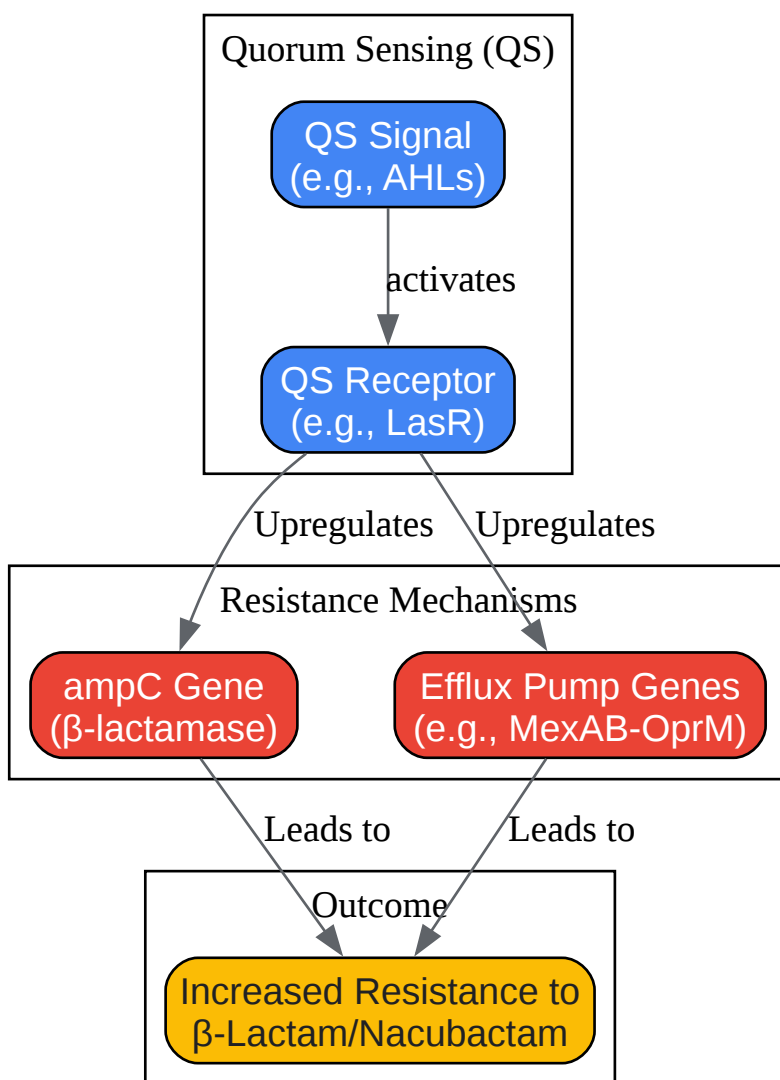 Quorum Sensing (QS)
QS Signal
(e.g., AHLs)
activates
QS Receptor
(e.g., LasR)
Upregulates
Upregulates
Resistance Mechanisms
ampC Gene
(β-lactamase)
Efflux Pump Genes
(e.g., MexAB-OprM)
Leads to
Leads to
Outcome
Increased Resistance to
β-Lactam/Nacubactam